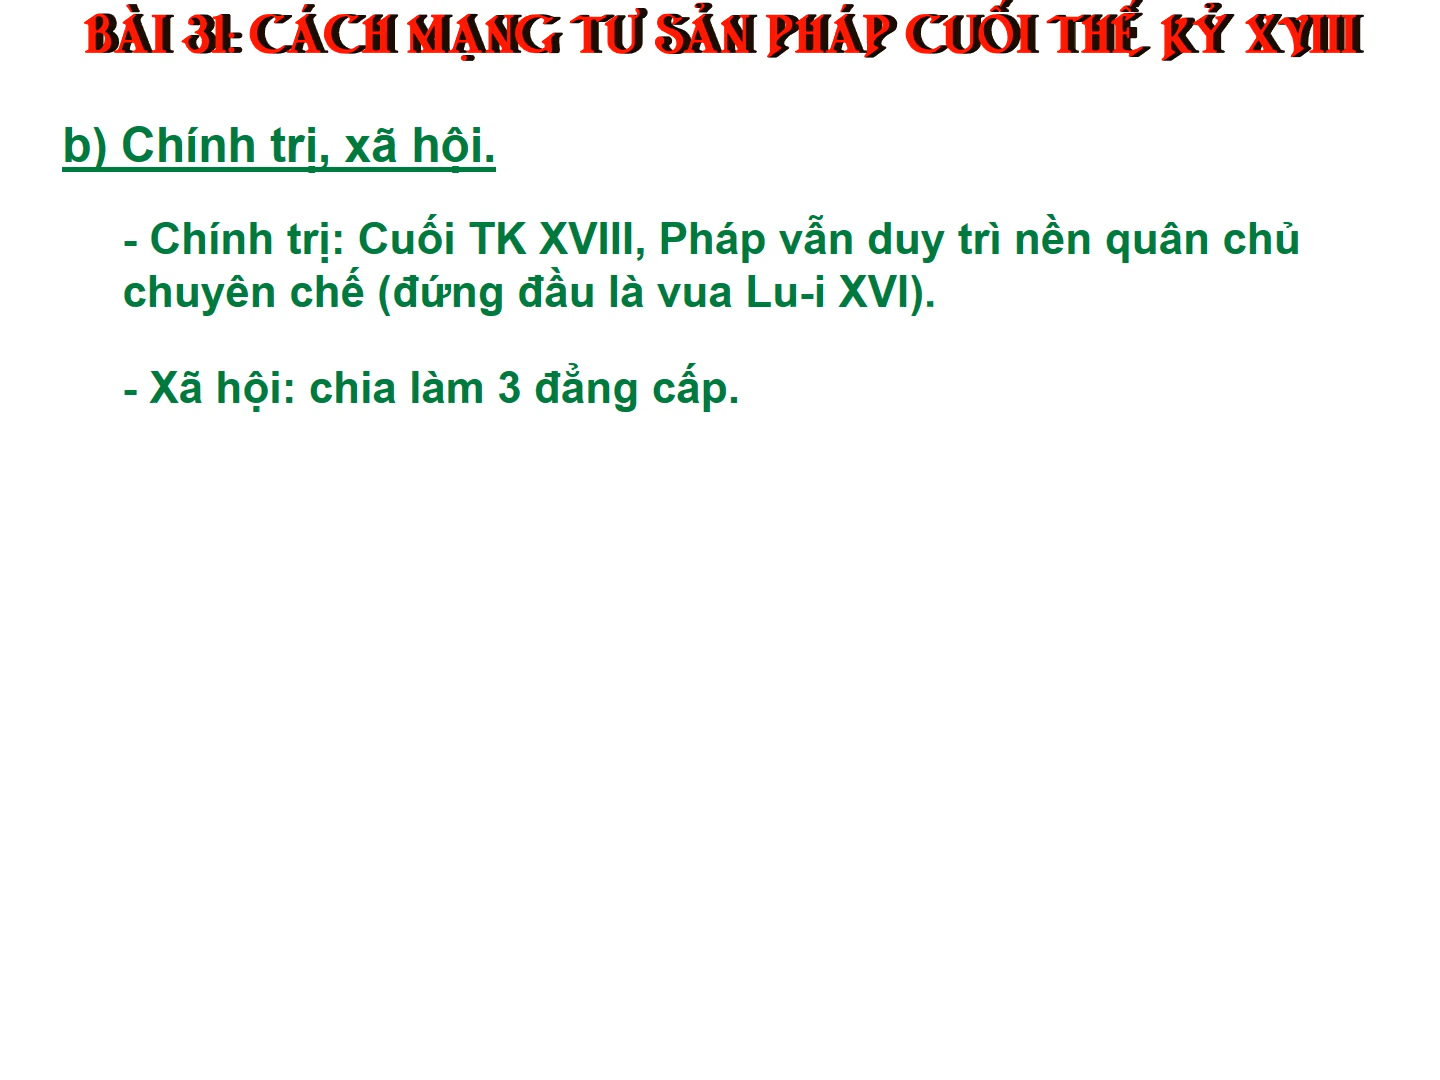 BÀI 31: CÁCH MẠNG TƯ SẢN PHÁP CUỐI THẾ KỶ XVIII
b) Chính trị, xã hội.
- Chính trị: Cuối TK XVIII, Pháp vẫn duy trì nền quân chủ
chuyên chế (đứng đầu là vua Lu-i XVI).
- Xã hội: chia làm 3 đẳng cấp.